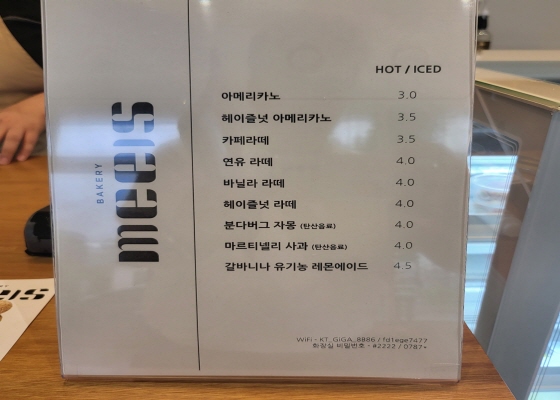 BAKERY
meels
HOT / ICED
아메리카노 3.0
헤이즐넛 아메리카노 3.5
카페라떼 3.5
연유 라떼 4.0
바닐라 라떼 4.0
헤이즐넛 라떼 4.0
분다버그 자몽 (탄산음료) 4.0
마르티넬리 사과 (탄산음료) 4.0
갈바니나 유기농 레몬에이드 4.5
WiFi - KT_GIGA_8886 / fd1ege7477
화장실 비밀번호 - #2222 / 0787*